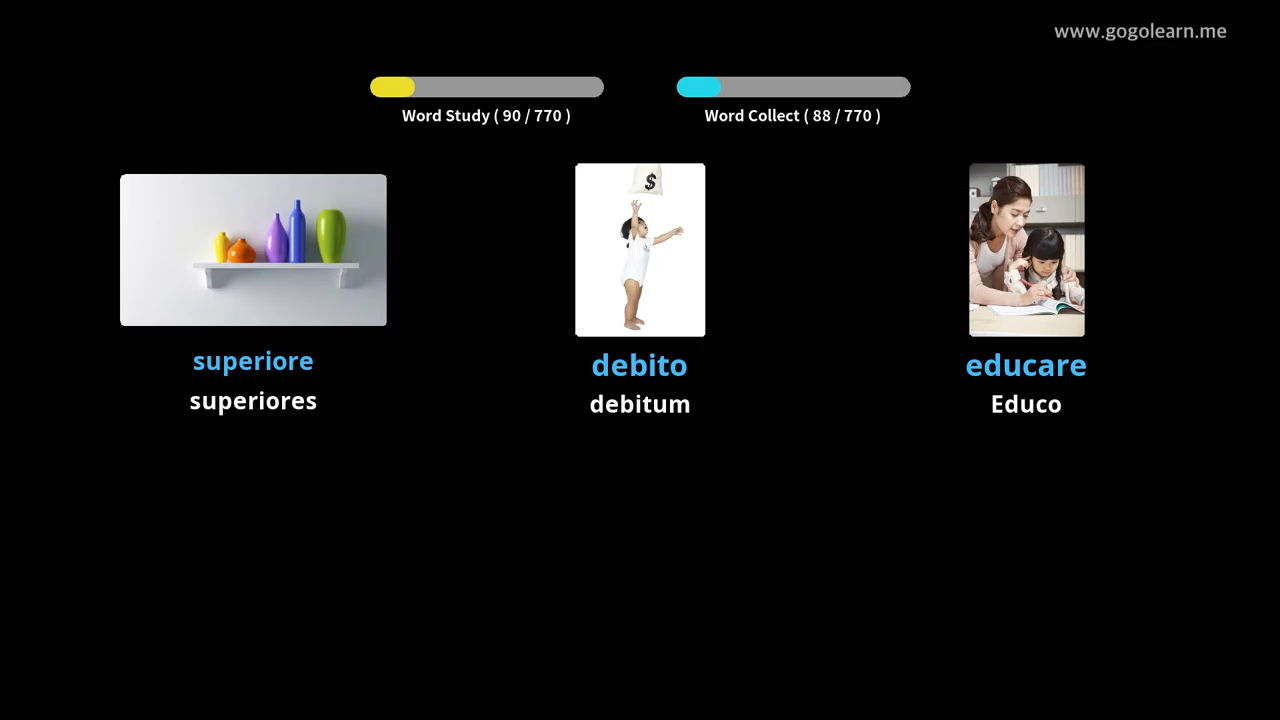 www.gogolearn.me
Word Study ( 90 / 770 )
Word Collect ( 88 / 770 )
$
superiore
superiores
debito
debitum
educare
Educo